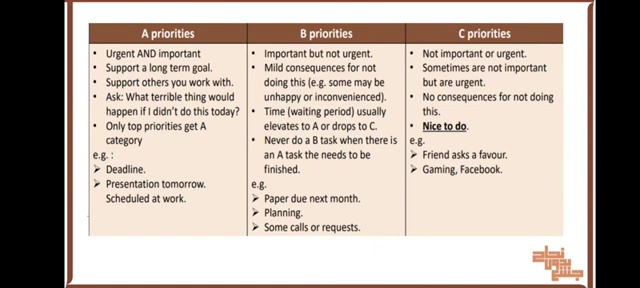 A priorities
• Urgent AND important
• Support a long term goal.
• Support others you work with.
• Ask: What terrible thing would
happen if I didn't do this today?
• Only top priorities get A
category
e.g. :
➢ Deadline.
➢ Presentation tomorrow.
Scheduled at work.
B priorities
• Important but not urgent.
• Mild consequences for not
doing this (e.g. some may be
unhappy or inconvenienced).
• Time (waiting period) usually
elevates to A or drops to C.
• Never do a B task when there is
an A task the needs to be
finished.
e.g.
➢ Paper due next month.
➢ Planning.
➢ Some calls or requests.
C priorities
• Not important or urgent.
• Sometimes are not important
but are urgent.
• No consequences for not doing
this.
• Nice to do.
e.g.
➢ Friend asks a favour.
➢ Gaming, Facebook.